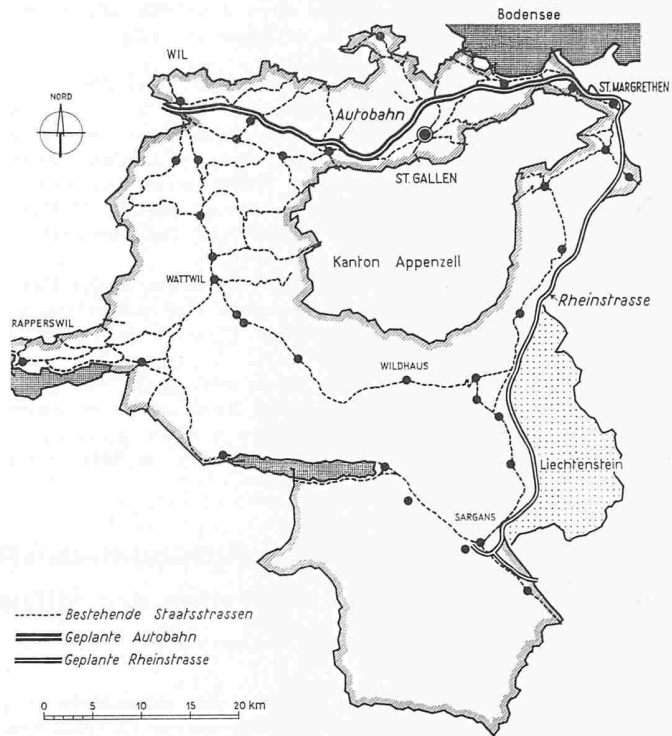 Bodensee
WIL
ST. MARGRETHEN
NORD
Autobahn
ST. GALLEN
Kanton Appenzell
WATTWIL
Rheinstrasse
RAPPERSWIL
WILDHAUS
Liechtenstein
SARGANS
Bestehende Staatsstrassen
Geplante Autobahn
Geplante Rheinstrasse
0 5 10 15 20 km